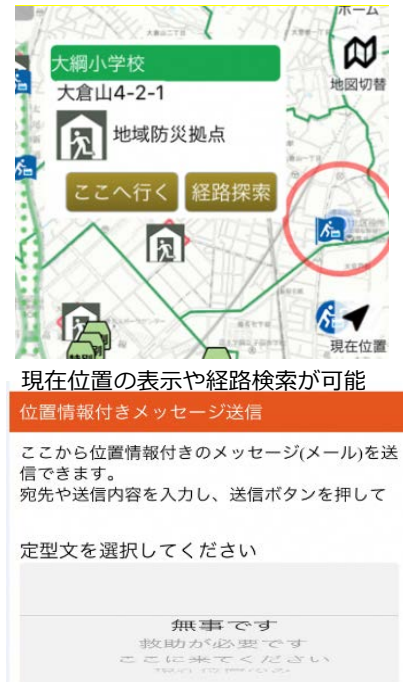 ホーム
地図切替
大綱小学校
大倉山4-2-1
地域防災拠点
ここへ行く
経路探索
現在位置
現在位置の表示や経路検索が可能
位置情報付きメッセージ送信
ここから位置情報付きのメッセージ(メール)を送
信できます。
宛先や送信内容を入力し、送信ボタンを押して
定型文を選択してください
無事です
救助が必要です
ここに来てください